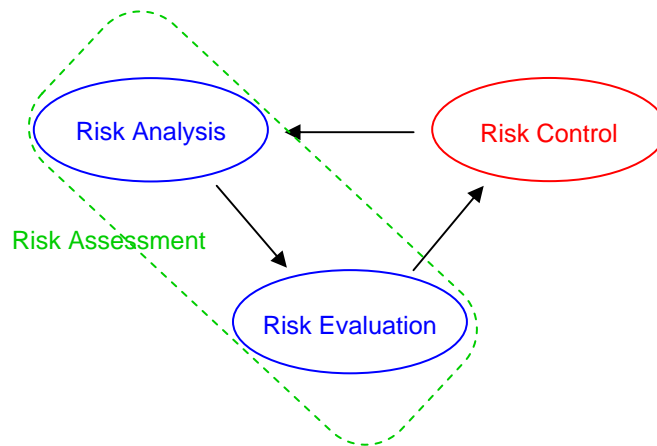 Risk Analysis
Risk Control
Risk Assessment
Risk Evaluation